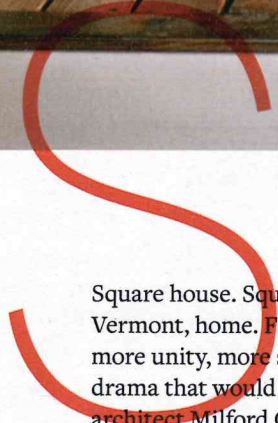 S
Square house. Squ
Vermont, home. F
more unity, more s
drama that would
architect Milford